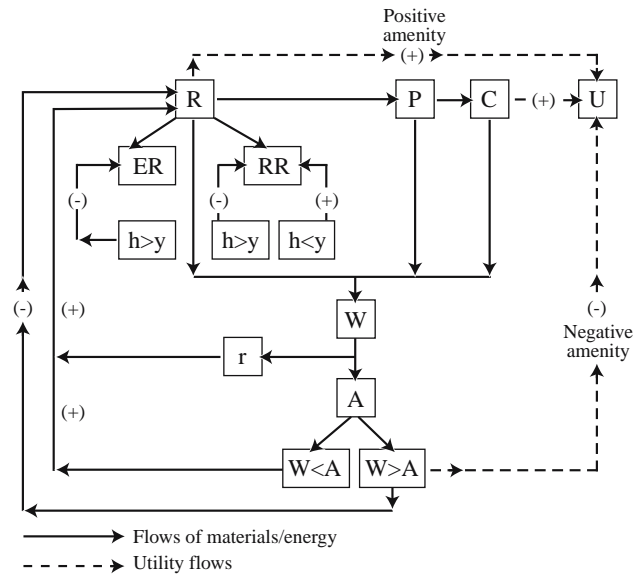 Positive
amenity
(+)
R
P
C
(+)
U
ER
RR
(-)
(-)
(+)
h>y
h>y
h<y
(-)
(+)
W
(-)
Negative
amenity
r
A
(+)
W<A
W>A
Flows of materials/energy
Utility flows